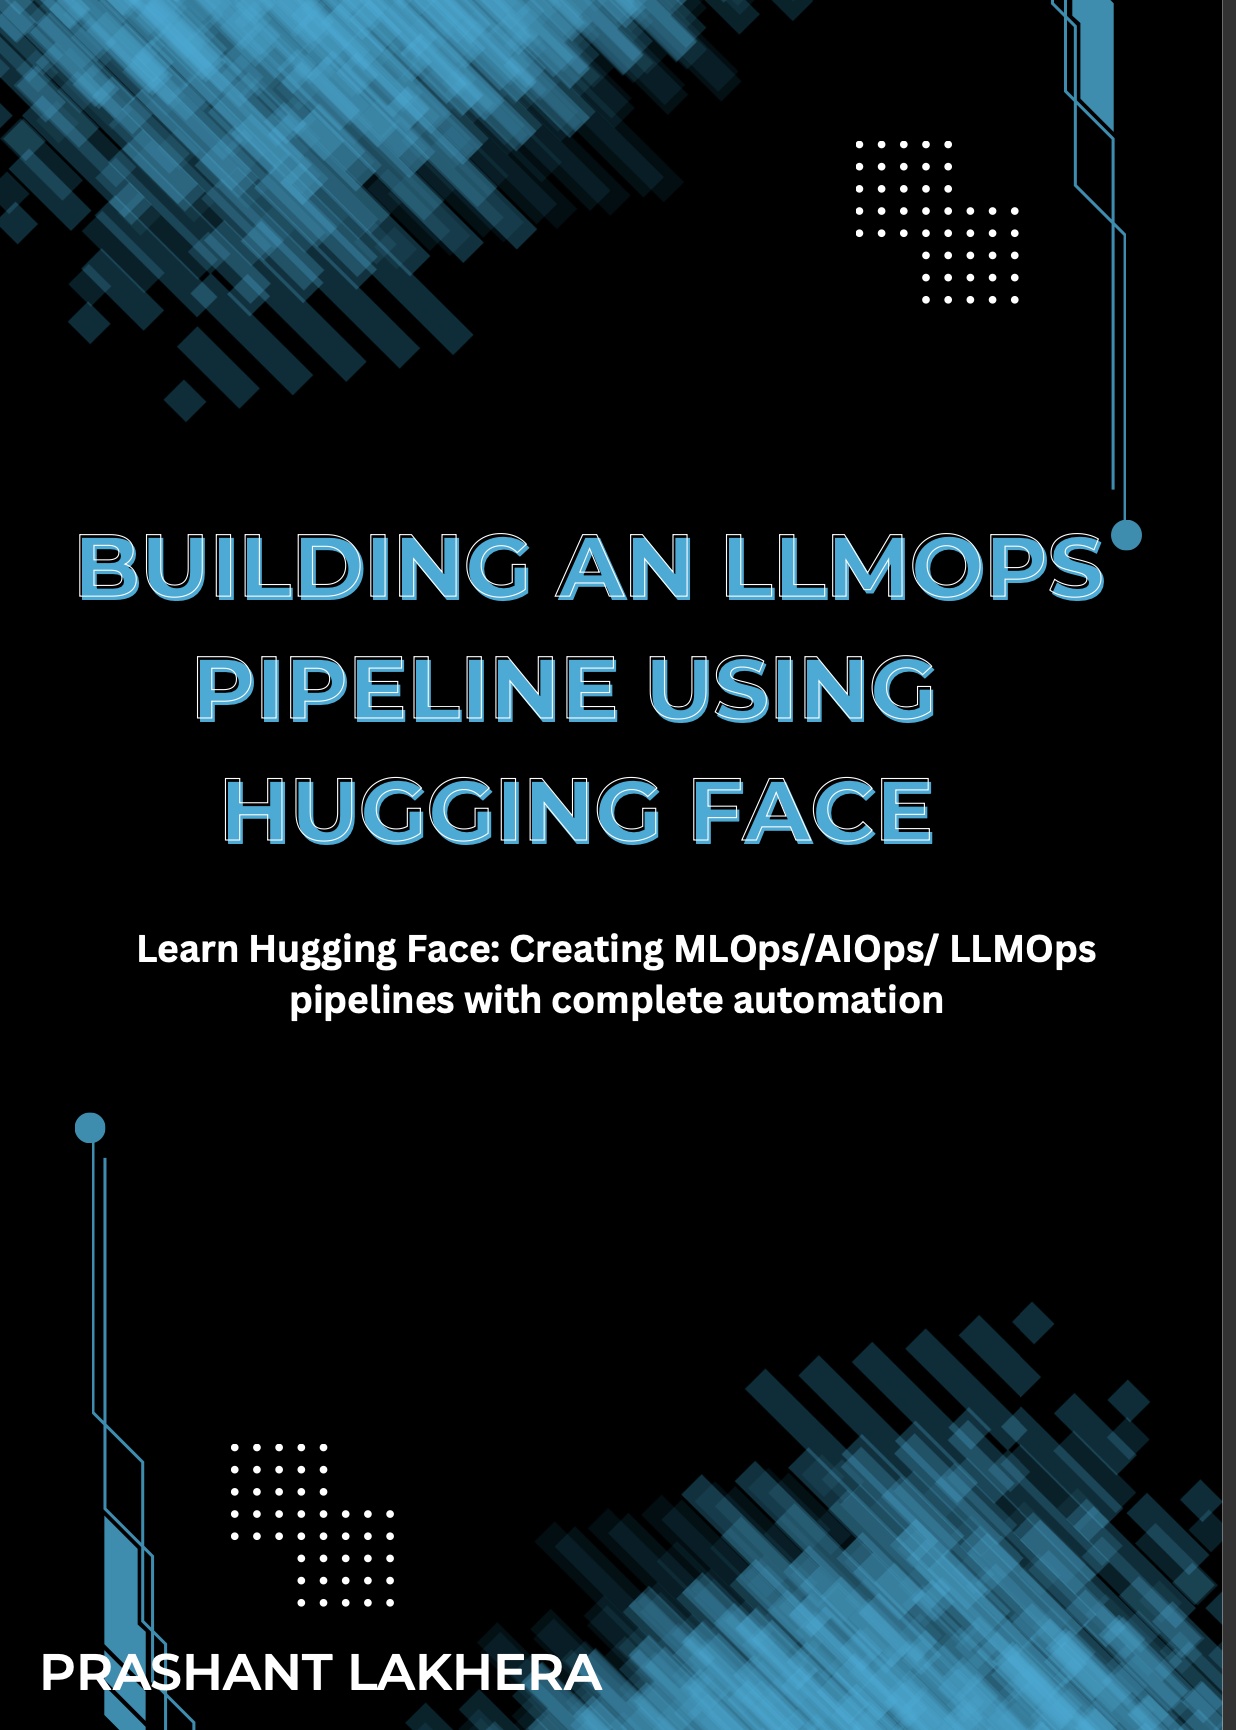 BUILDING AN LLMOPS
PIPELINE USING
HUGGING FACE
Learn Hugging Face: Creating MLOps/AIOps/ LLMOps
pipelines with complete automation
PRASHANT LAKHERA